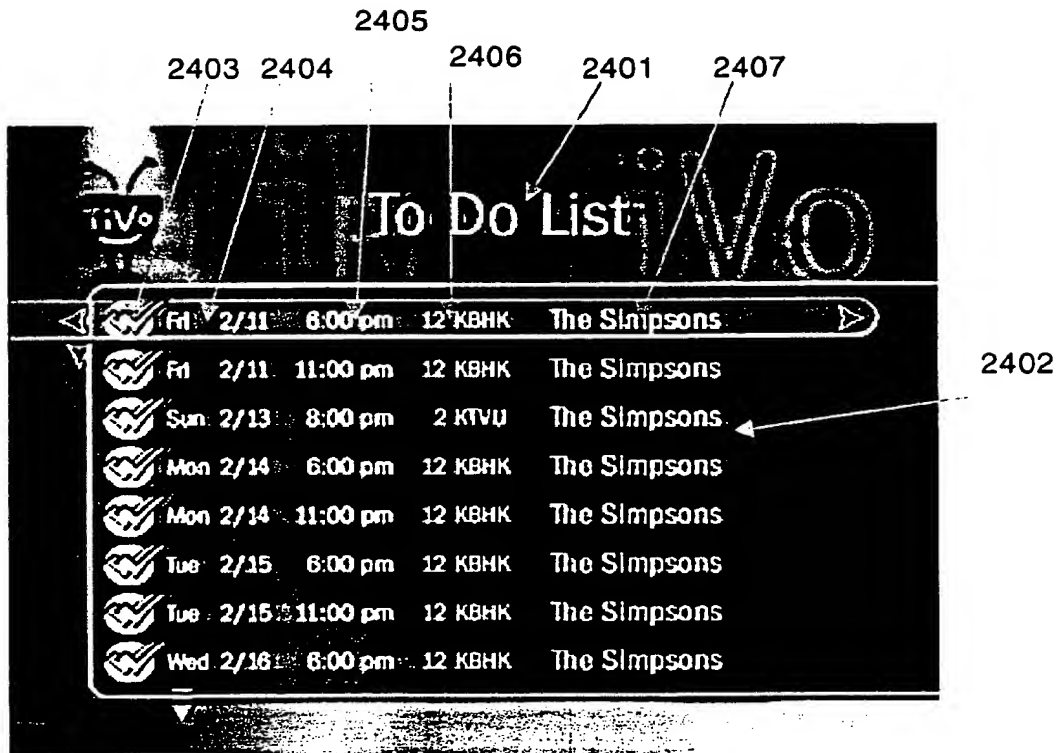 2405
2403 2404 2406 2401 2407
TiVo
To Do List
iVo
Fri 2/11 6:00 pm 12 KBHK The Simpsons
2402
Fri 2/11 11:00 pm 12 KBHK The Simpsons
Sun 2/13 8:00 pm 2 KTVU The Simpsons
Mon 2/14 6:00 pm 12 KBHK The Simpsons
Mon 2/14 11:00 pm 12 KBHK The Simpsons
Tue 2/15 6:00 pm 12 KBHK The Simpsons
Tue 2/15 11:00 pm 12 KBHK The Simpsons
Wed 2/16 6:00 pm 12 KBHK The Simpsons